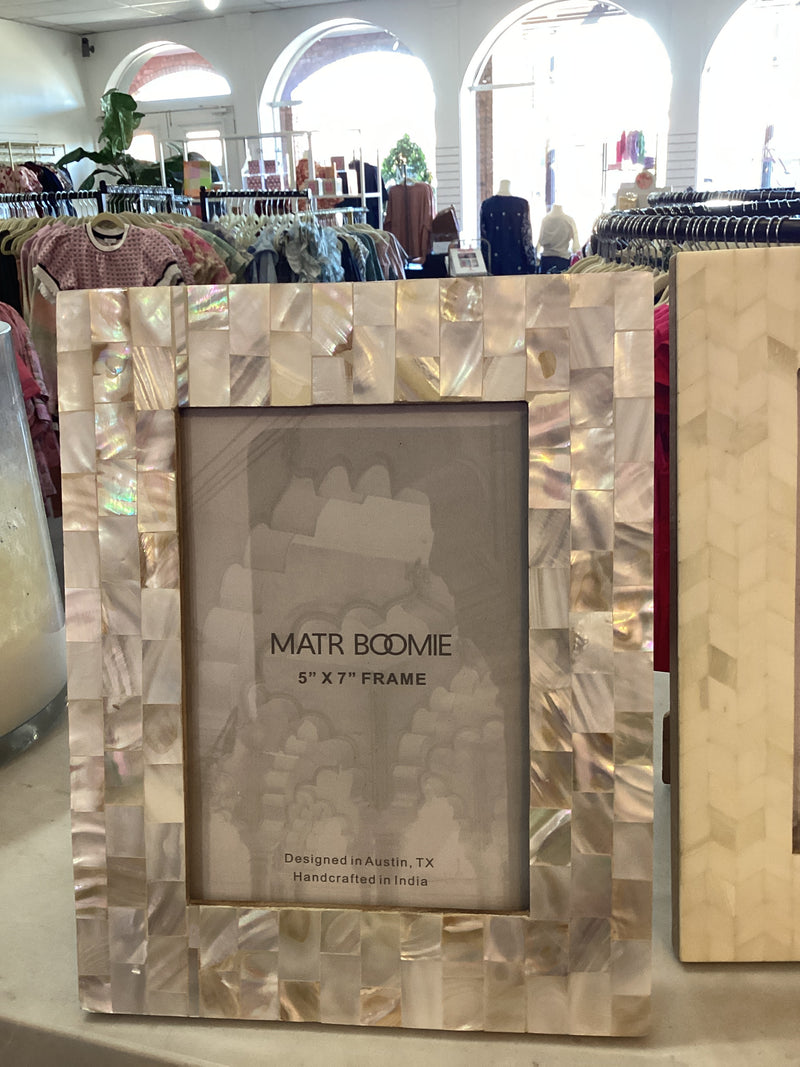 MATR BOOMIE
5” X 7” FRAME
Designed in Austin, TX
Handcrafted in India